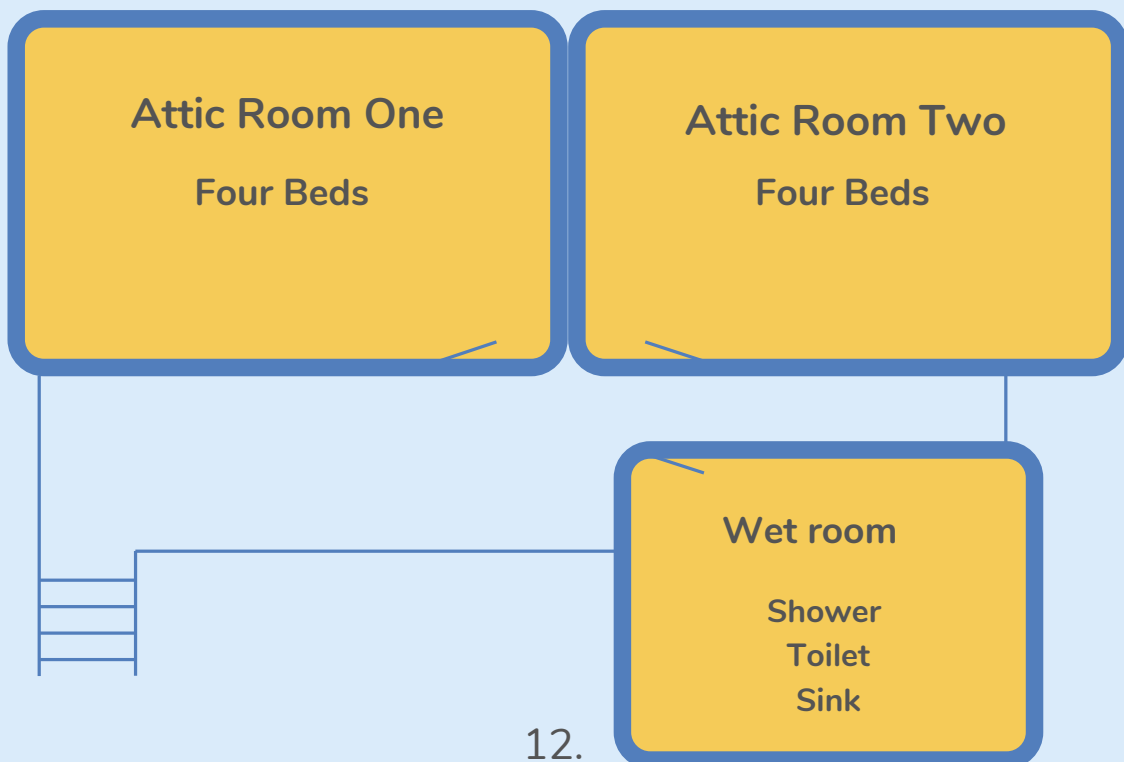 Attic Room One
Four Beds
Attic Room Two
Four Beds
Wet room
Shower
Toilet
Sink
12.